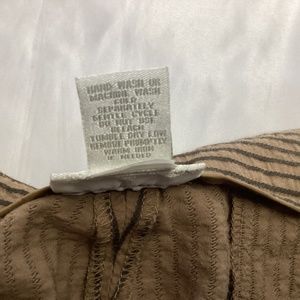 HAND WASH OR
MACHINE WASH
COLD
SEPARATELY
GENTLE CYCLE
DO NOT USE
BLEACH
TUMBLE DRY LOW
REMOVE PROMPTLY
WARM IRON
IF NEEDED